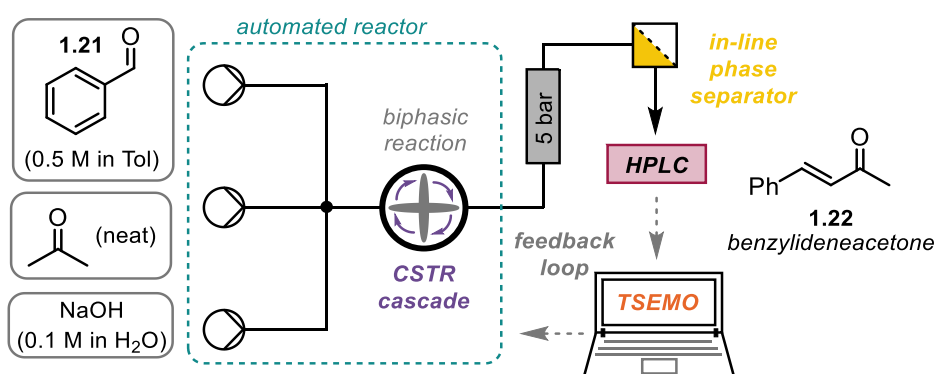 automated reactor
1.21
O
(0.5 M in Tol)
O
(neat)
NaOH
(0.1 M in H₂O)
biphasic
reaction
CSTR
cascade
5 bar
in-line
phase
separator
HPLC
feedback
loop
TSEMO
O
Ph
1.22
benzylideneacetone